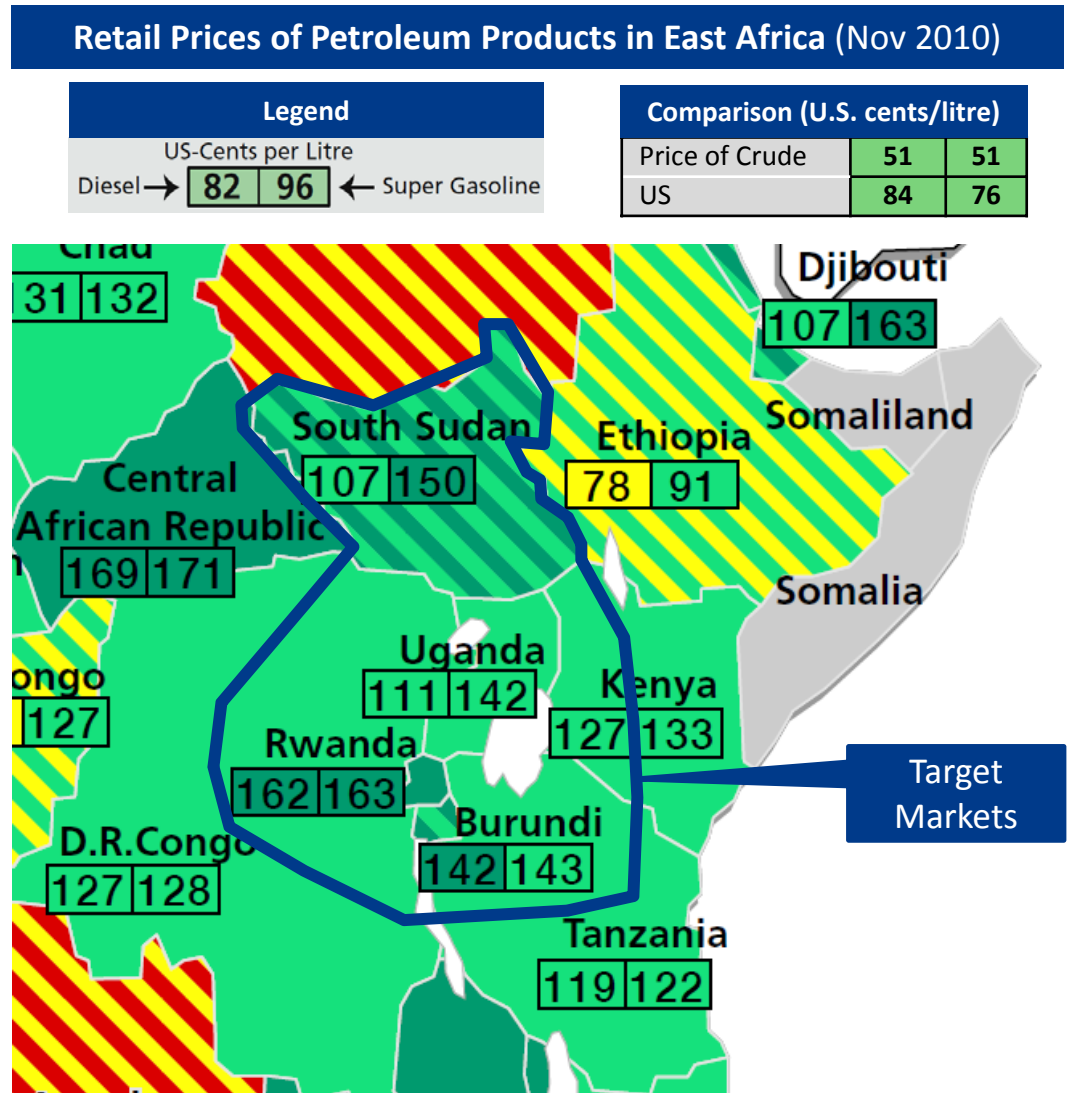 Retail Prices of Petroleum Products in East Africa (Nov 2010)
Legend
US-Cents per Litre
Diesel → 82 96 ← Super Gasoline
Comparison (U.S. cents/litre)
Price of Crude 51 51
US 84 76
Chad
131 132
Djibouti
107 163
South Sudan
107 150
Ethiopia
78 91
Somaliland
Central
African Republic
169 171
Somalia
Uganda
111 142
Kenya
127 133
ongo
127
Rwanda
162 163
Target
Markets
Burundi
142 143
D.R.Congo
127 128
Tanzania
119 122